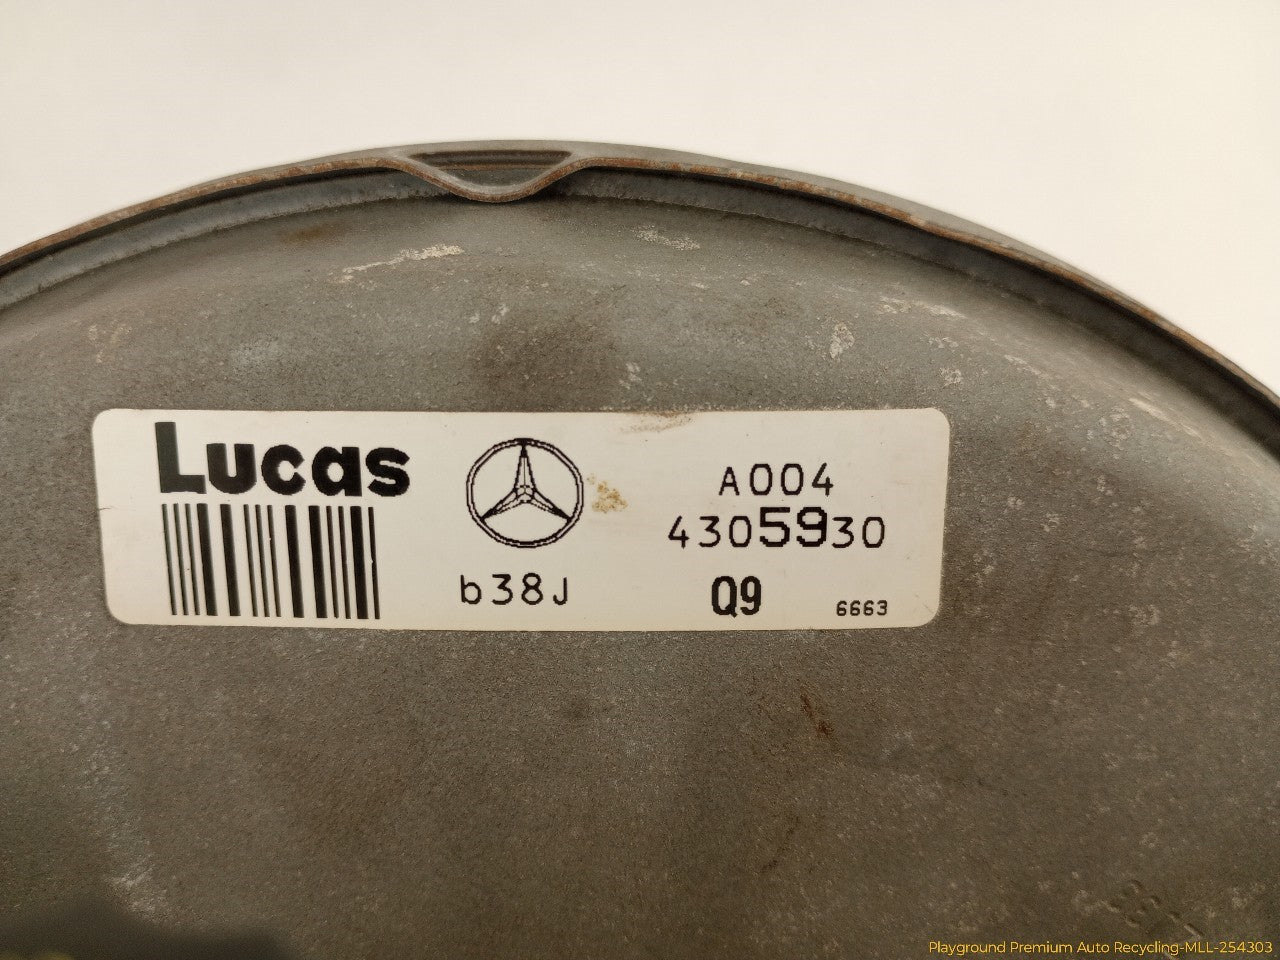 Lucas
A004
4305930
b38J
Q9
6663
Playground Premium Auto Recycling-MLL-254303